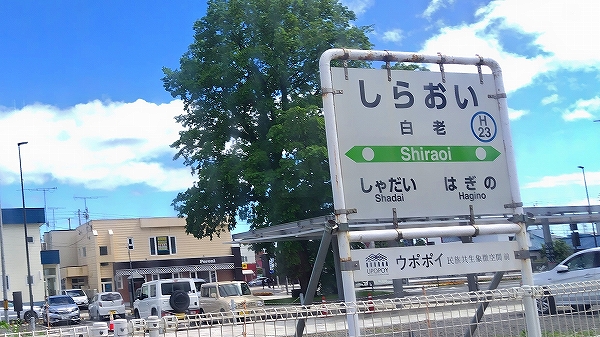 しらおい
白老
H
23
Shiraoi
しゃだい はぎの
Shadai Hagino
UPOPOY ウポポイ 民族共生象徴空間 前